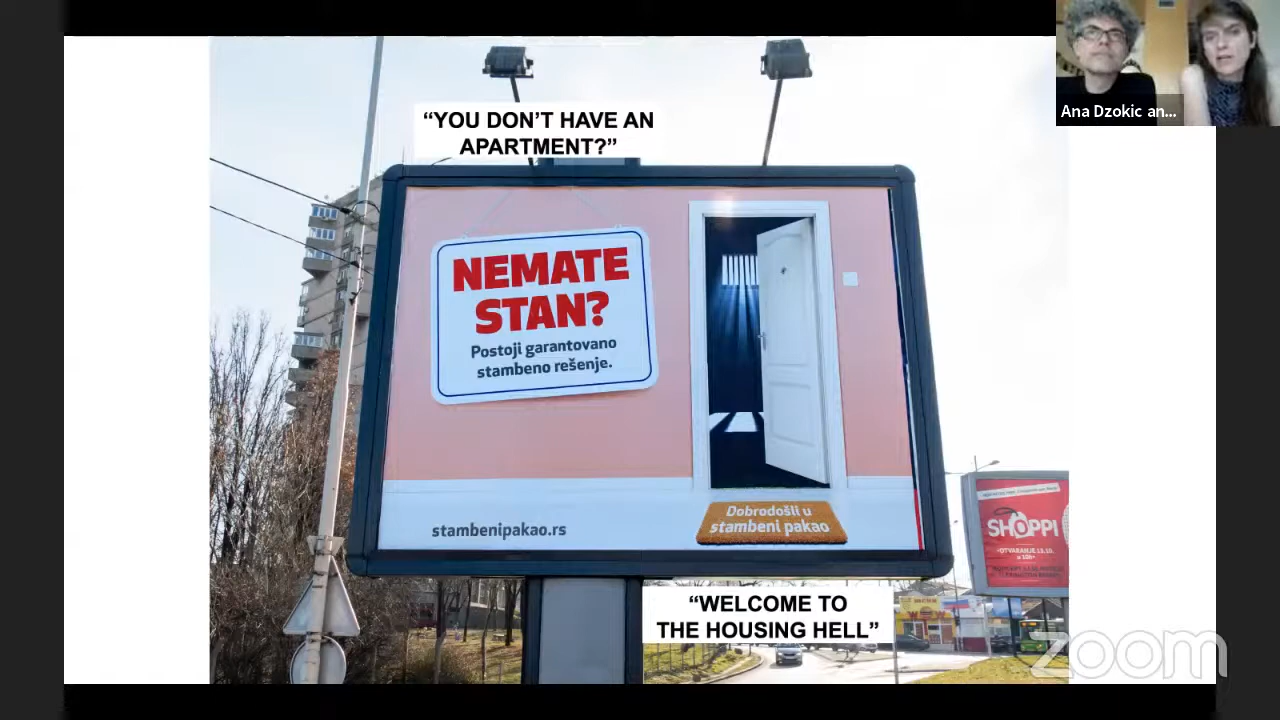 Ana Dzokic an...
“YOU DON’T HAVE AN
APARTMENT?”
NEMATE
STAN?
Postoji garantovano
stambeno rešenje.
Dobrodošli u
stambeni pakao
stambenipakao.rs
SHOPPI
OTVARANJE
“WELCOME TO
THE HOUSING HELL”
zoom